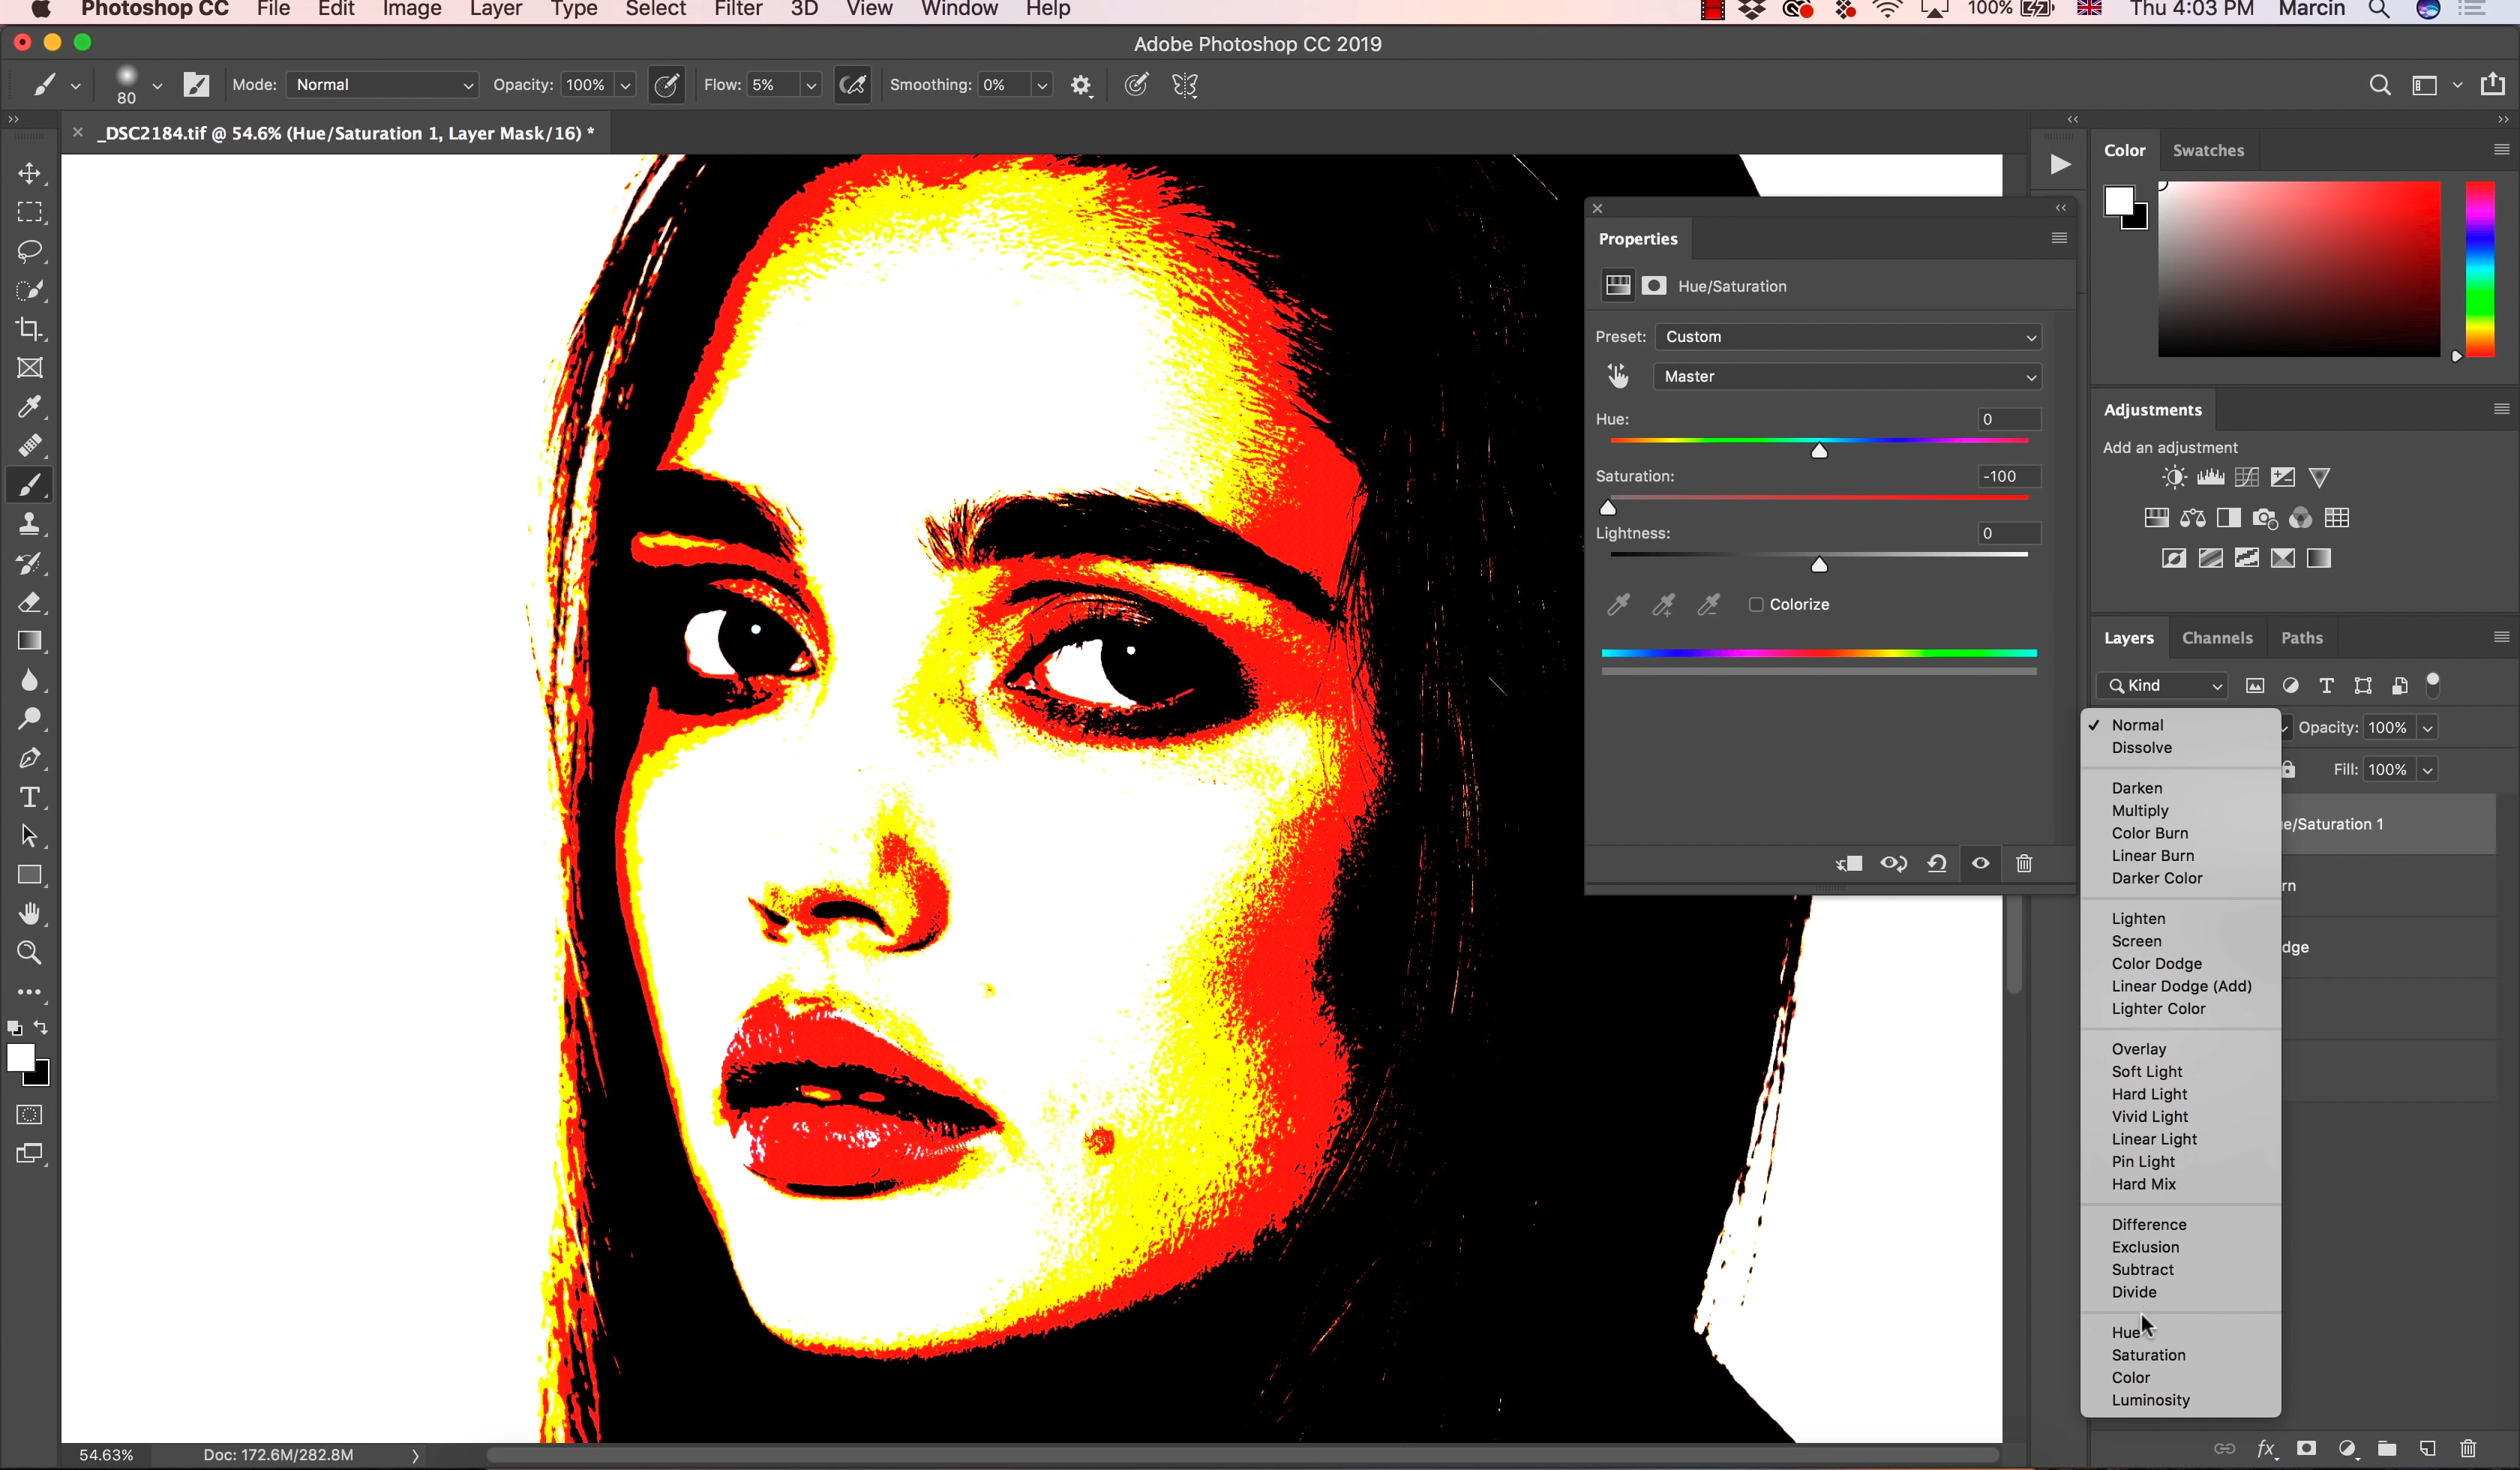 Photoshop CC File Edit Image Layer Type Select Filter 3D View Window Help 100% Thu 4:03 PM Marcin
Adobe Photoshop CC 2019
80 Mode: Normal Opacity: 100% Flow: 5% Smoothing: 0%
_DSC2184.tif @ 54.6% (Hue/Saturation 1, Layer Mask/16) *
Color Swatches
Properties
Hue/Saturation
Preset: Custom
Master
Hue: 0
Saturation: -100
Lightness: 0
Colorize
Adjustments
Add an adjustment
Layers Channels Paths
Kind
Opacity: 100%
Fill: 100%
Normal
Dissolve
Darken
Multiply
Color Burn
Linear Burn
Darker Color
Lighten
Screen
Color Dodge
Linear Dodge (Add)
Lighter Color
Overlay
Soft Light
Hard Light
Vivid Light
Linear Light
Pin Light
Hard Mix
Difference
Exclusion
Subtract
Divide
Hue
Saturation
Color
Luminosity
e/Saturation 1
rn
dge
54.63% Doc: 172.6M/282.8M
fx